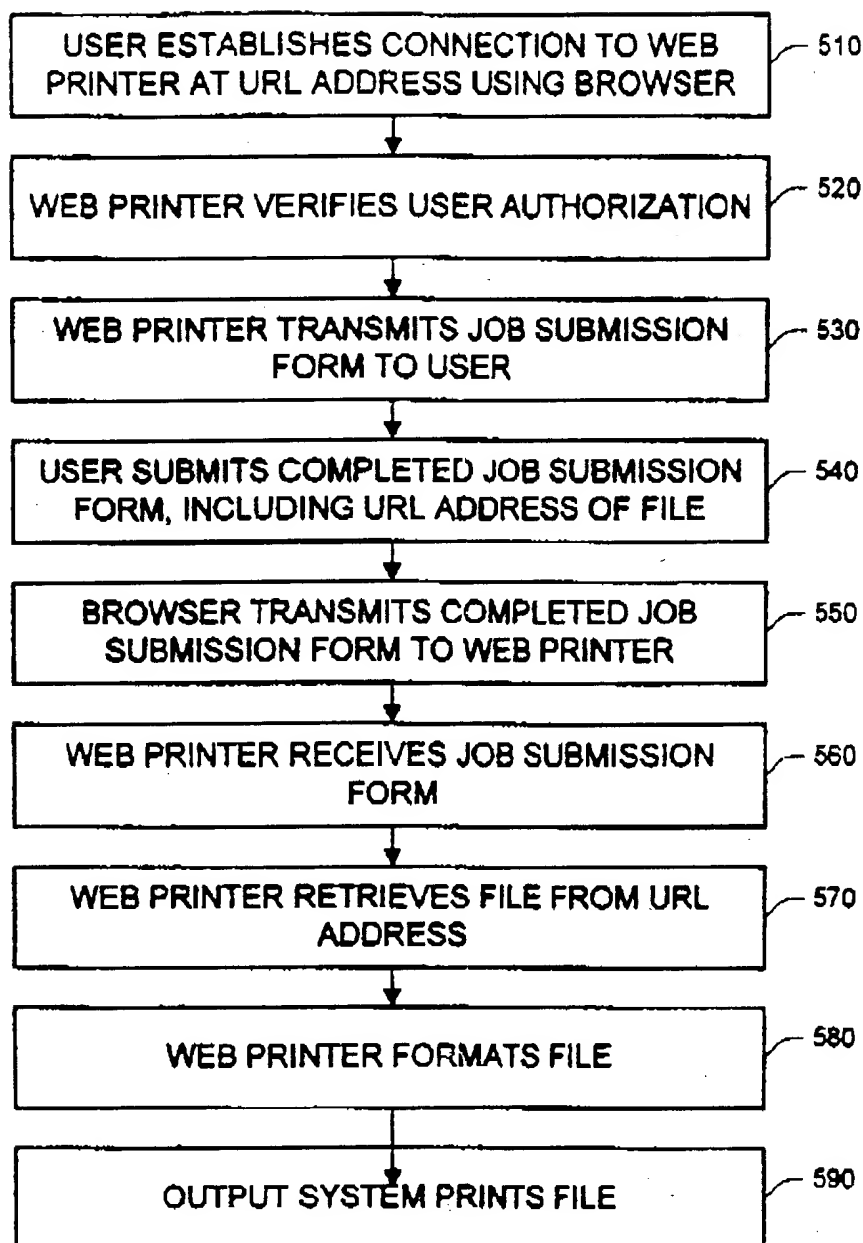 USER ESTABLISHES CONNECTION TO WEB
PRINTER AT URL ADDRESS USING BROWSER
510
WEB PRINTER VERIFIES USER AUTHORIZATION
520
WEB PRINTER TRANSMITS JOB SUBMISSION
FORM TO USER
530
USER SUBMITS COMPLETED JOB SUBMISSION
FORM, INCLUDING URL ADDRESS OF FILE
540
BROWSER TRANSMITS COMPLETED JOB
SUBMISSION FORM TO WEB PRINTER
550
WEB PRINTER RECEIVES JOB SUBMISSION
FORM
560
WEB PRINTER RETRIEVES FILE FROM URL
ADDRESS
570
WEB PRINTER FORMATS FILE
580
OUTPUT SYSTEM PRINTS FILE
590